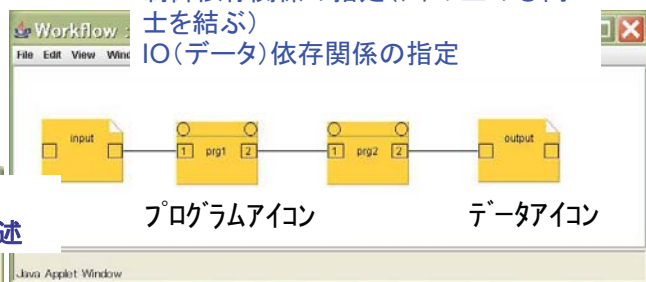 士を結ぶ)
IO(データ)依存関係の指定
Workflow
File Edit View
input
1 prg1 2
1 prg2 2
output
プログラムアイコン
データアイコン
述
Java Applet Window